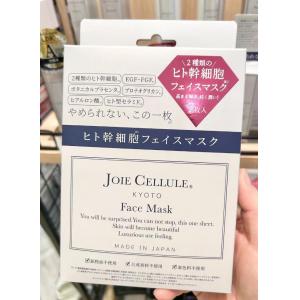 2種類の
ヒト幹細胞
フェイスマスク
2種類のヒト幹細胞、EGF・FGF、
ボタニカルプラセンタ、プロテオグリカン、
ヒアルロン酸、ヒト型セラミド、
やめられない、この一枚
ヒト幹細胞フェイスマスク
JOIE CELLULE®
KYOTO
Face Mask
You will be surprised.You can not stop, this one sheet.
Skin will become beautiful
Luxurious use feeling.
MADE IN JAPAN